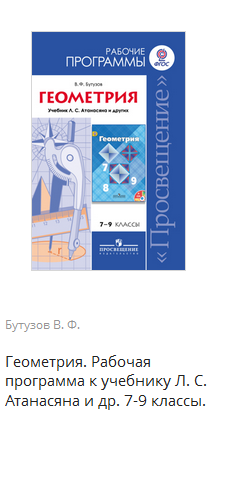 РАБОЧИЕ
ПРОГРАММЫ
ФГОС
В.Ф. Бутузов
ГЕОМЕТРИЯ
Учебник Л. С. Атанасяна и других
Геометрия
7
8 9
7–9 КЛАССЫ
ПРОСВЕЩЕНИЕ
ИЗДАТЕЛЬСТВО
«Просвещение»
Бутузов В. Ф.
Геометрия. Рабочая
программа к учебнику Л. С.
Атанасяна и др. 7-9 классы.